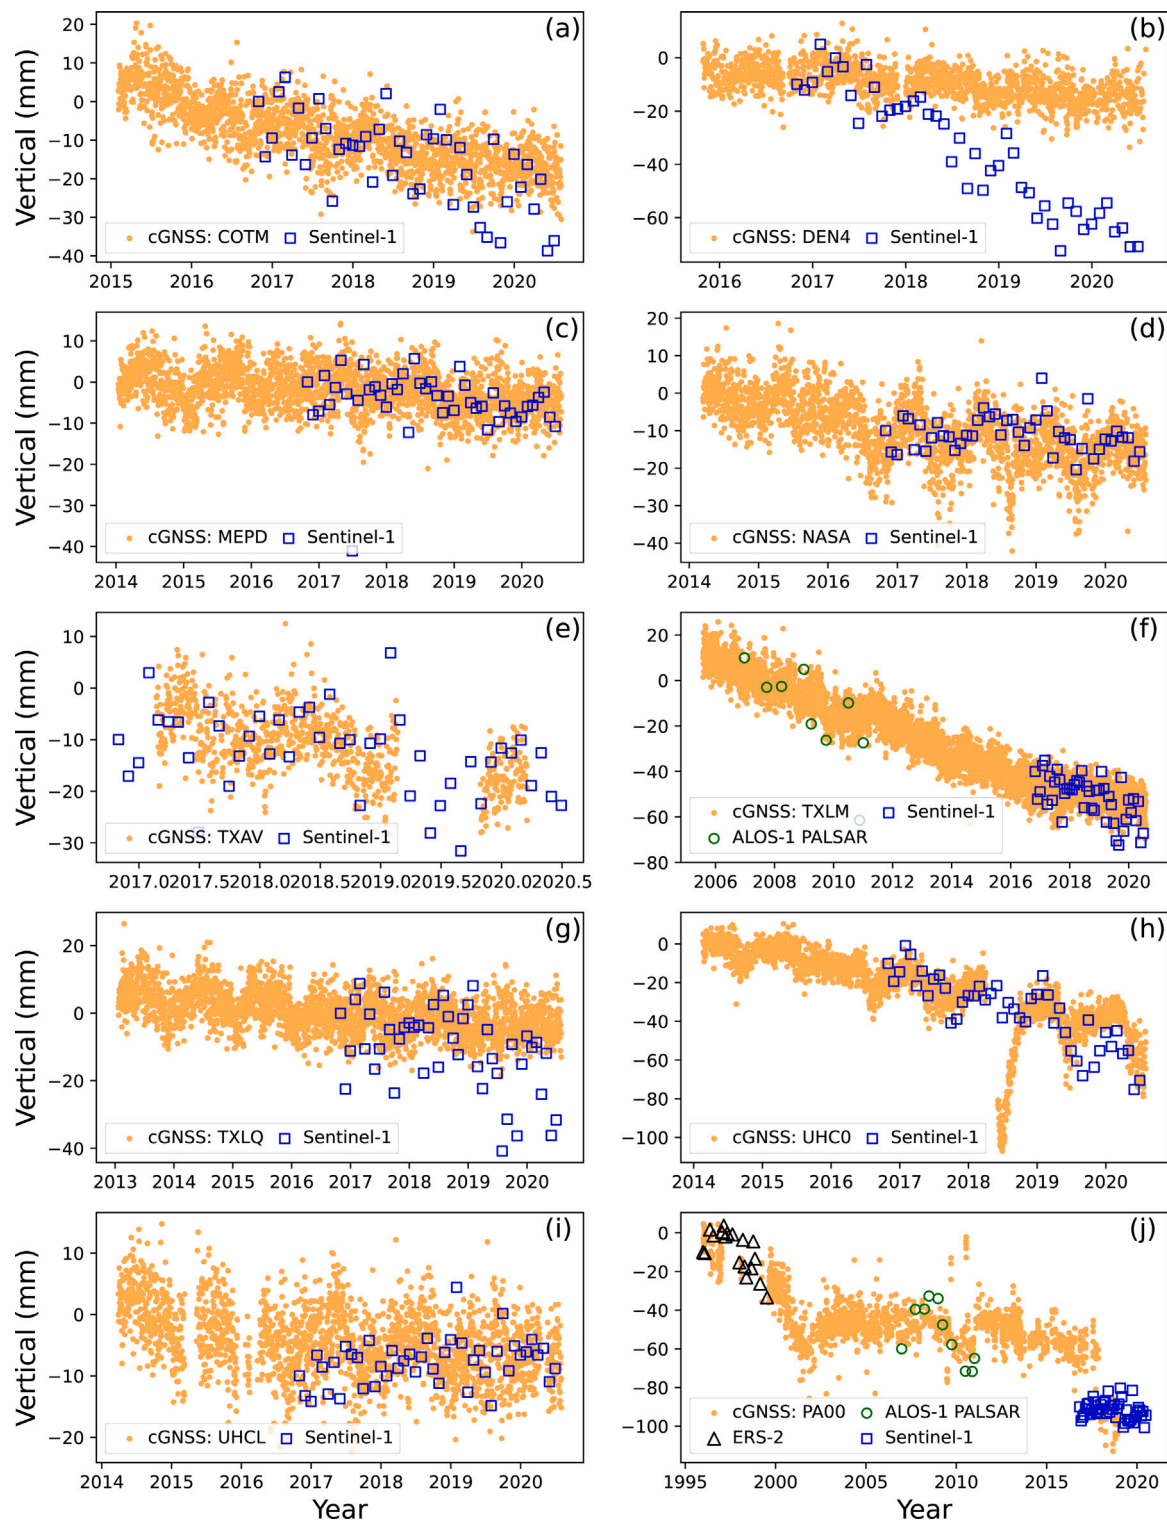 (a)
Vertical (mm)
20
10
0
−10
−20
−30
−40
cGNSS: COTM Sentinel-1
2015 2016 2017 2018 2019 2020
(b)
0
−20
−40
−60
cGNSS: DEN4 Sentinel-1
2016 2017 2018 2019 2020
(c)
Vertical (mm)
10
0
−10
−20
−30
−40
cGNSS: MEPD Sentinel-1
2014 2015 2016 2017 2018 2019 2020
(d)
20
10
0
−10
−20
−30
−40
cGNSS: NASA Sentinel-1
2014 2015 2016 2017 2018 2019 2020
(e)
Vertical (mm)
10
0
−10
−20
−30
cGNSS: TXAV Sentinel-1
2017.02017.52018.02018.52019.02019.52020.02020.5
(f)
20
0
−20
−40
−60
−80
cGNSS: TXLM Sentinel-1
ALOS-1 PALSAR
2006 2008 2010 2012 2014 2016 2018 2020
(g)
Vertical (mm)
20
0
−20
−40
cGNSS: TXLQ Sentinel-1
2013 2014 2015 2016 2017 2018 2019 2020
(h)
0
−20
−40
−60
−80
−100
cGNSS: UHC0 Sentinel-1
2014 2015 2016 2017 2018 2019 2020
(i)
Vertical (mm)
10
0
−10
−20
cGNSS: UHCL Sentinel-1
2014 2015 2016 2017 2018 2019 2020
Year
(j)
0
−20
−40
−60
−80
−100
cGNSS: PA00 ALOS-1 PALSAR
ERS-2 Sentinel-1
1995 2000 2005 2010 2015 2020
Year